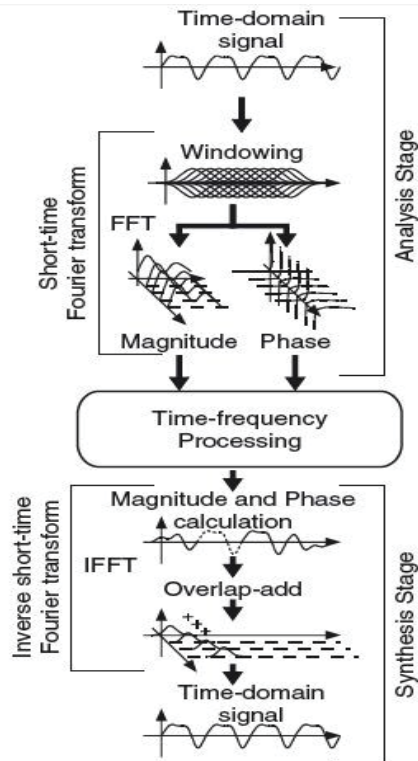 Time-domain
signal
Analysis Stage
Windowing
Short-time
Fourier transform
FFT
Magnitude
Phase
Time-frequency
Processing
Magnitude and Phase
calculation
Inverse short-time
Fourier transform
IFFT
Synthesis Stage
Overlap-add
Time-domain
signal